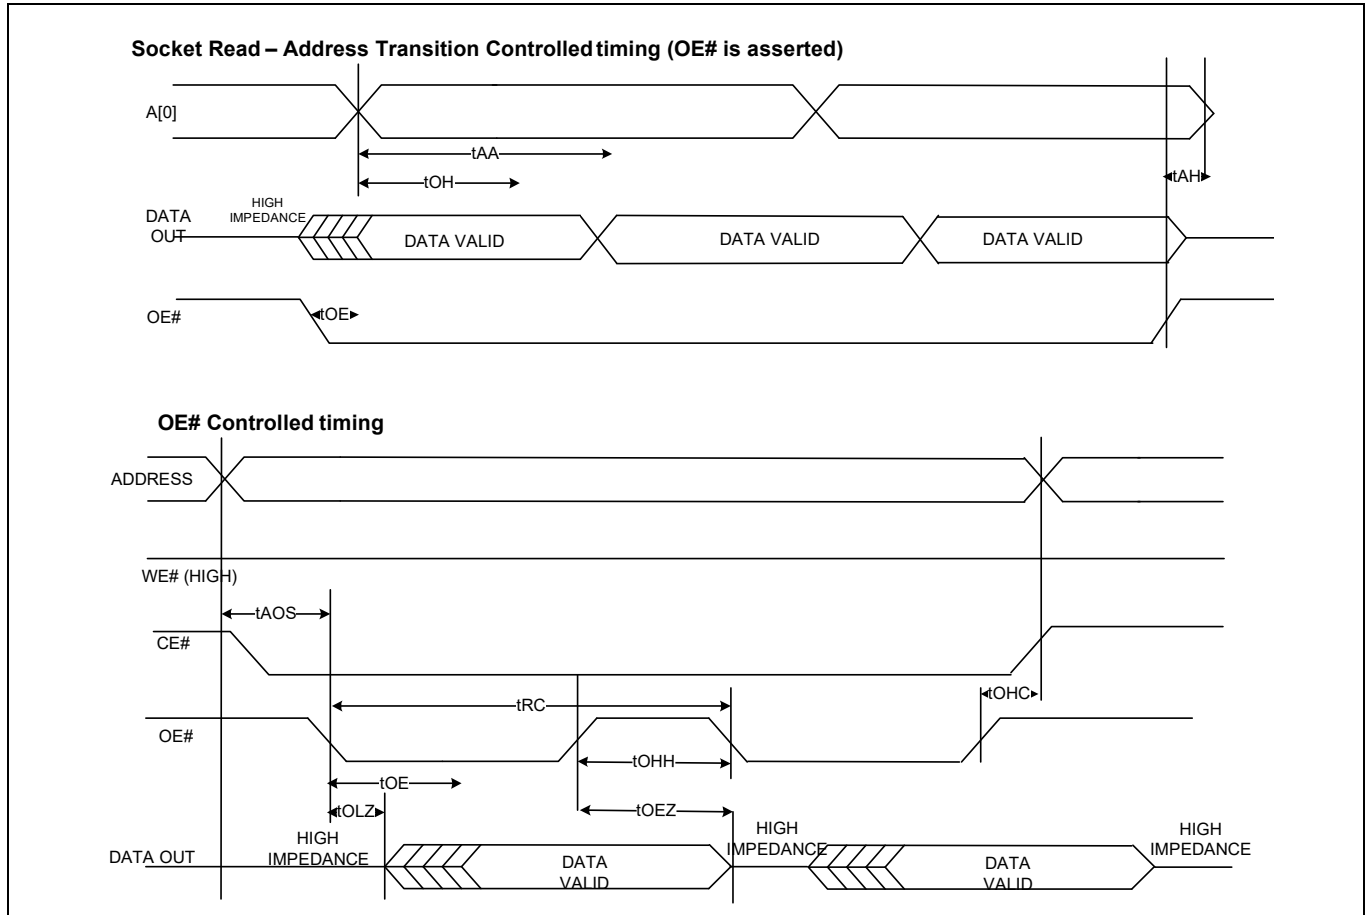 Socket Read – Address Transition Controlled timing (OE# is asserted)
A[0]
tAA
tOH
tAH
DATA
OUT
HIGH
IMPEDANCE
DATA VALID
DATA VALID
DATA VALID
OE#
tOE
OE# Controlled timing
ADDRESS
WE# (HIGH)
tAOS
CE#
tRC
tOHC
OE#
tOHH
tOE
tOEZ
tOLZ
HIGH
IMPEDANCE
HIGH
IMPEDANCE
HIGH
IMPEDANCE
DATA OUT
DATA
VALID
DATA
VALID